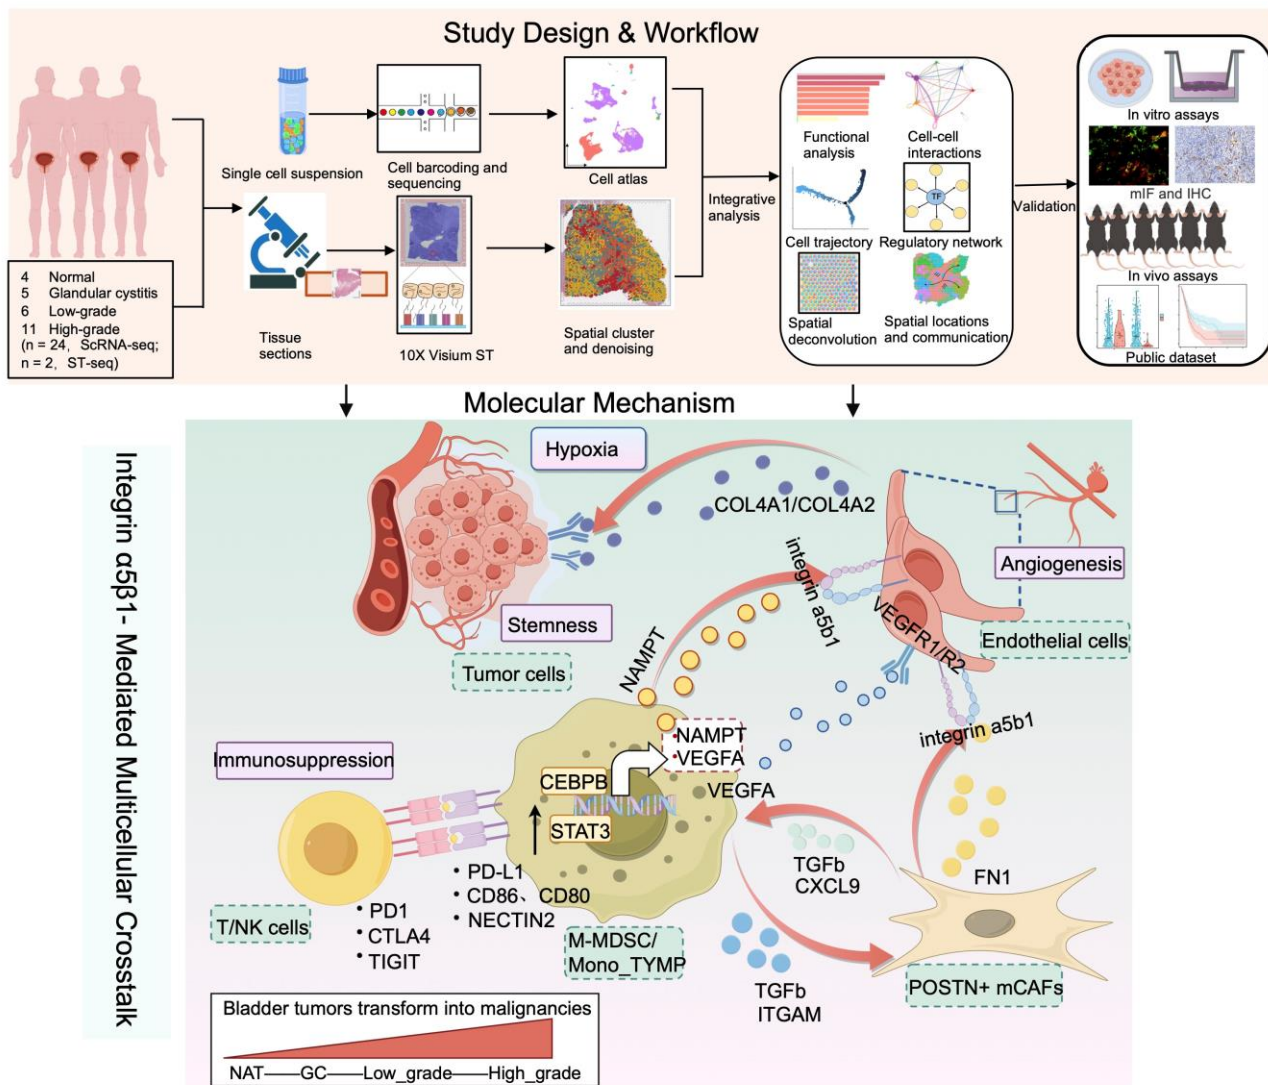 Study Design & Workflow
Single cell suspension
Cell barcoding and
sequencing
Cell atlas
Tissue
sections
10X Visium ST
Spatial cluster
and denoising
Integrative
analysis
4 Normal
5 Glandular cystitis
6 Low-grade
11 High-grade
(n = 24, ScRNA-seq;
n = 2, ST-seq)
Functional
analysis
Cell-cell
interactions
TF
Cell trajectory
Regulatory network
Spatial
deconvolution
Spatial locations
and communication
Validation
In vitro assays
mIF and IHC
In vivo assays
Public dataset
Molecular Mechanism
Integrin α5β1- Mediated Multicellular Crosstalk
Hypoxia
COL4A1/COL4A2
Stemness
Tumor cells
Angiogenesis
Endothelial cells
integrin a5b1
VEGFR1/R2
integrin a5b1
NAMPT
•NAMPT
•VEGFA
VEGFA
CEBPB
STAT3
Immunosuppression
T/NK cells
• PD1
• CTLA4
• TIGIT
• PD-L1
• CD86、CD80
• NECTIN2
M-MDSC/
Mono_TYMP
TGFb
CXCL9
FN1
TGFb
ITGAM
POSTN+ mCAFs
Bladder tumors transform into malignancies
NAT——GC——Low_grade——High_grade